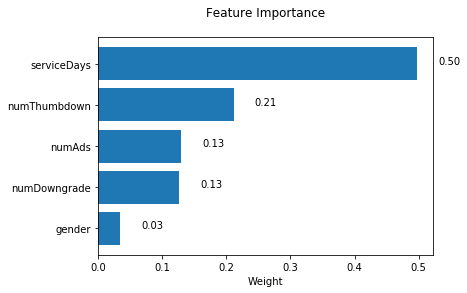 Feature Importance
serviceDays
0.50
numThumbdown
0.21
numAds
0.13
numDowngrade
0.13
gender
0.03
0.0 0.1 0.2 0.3 0.4 0.5
Weight